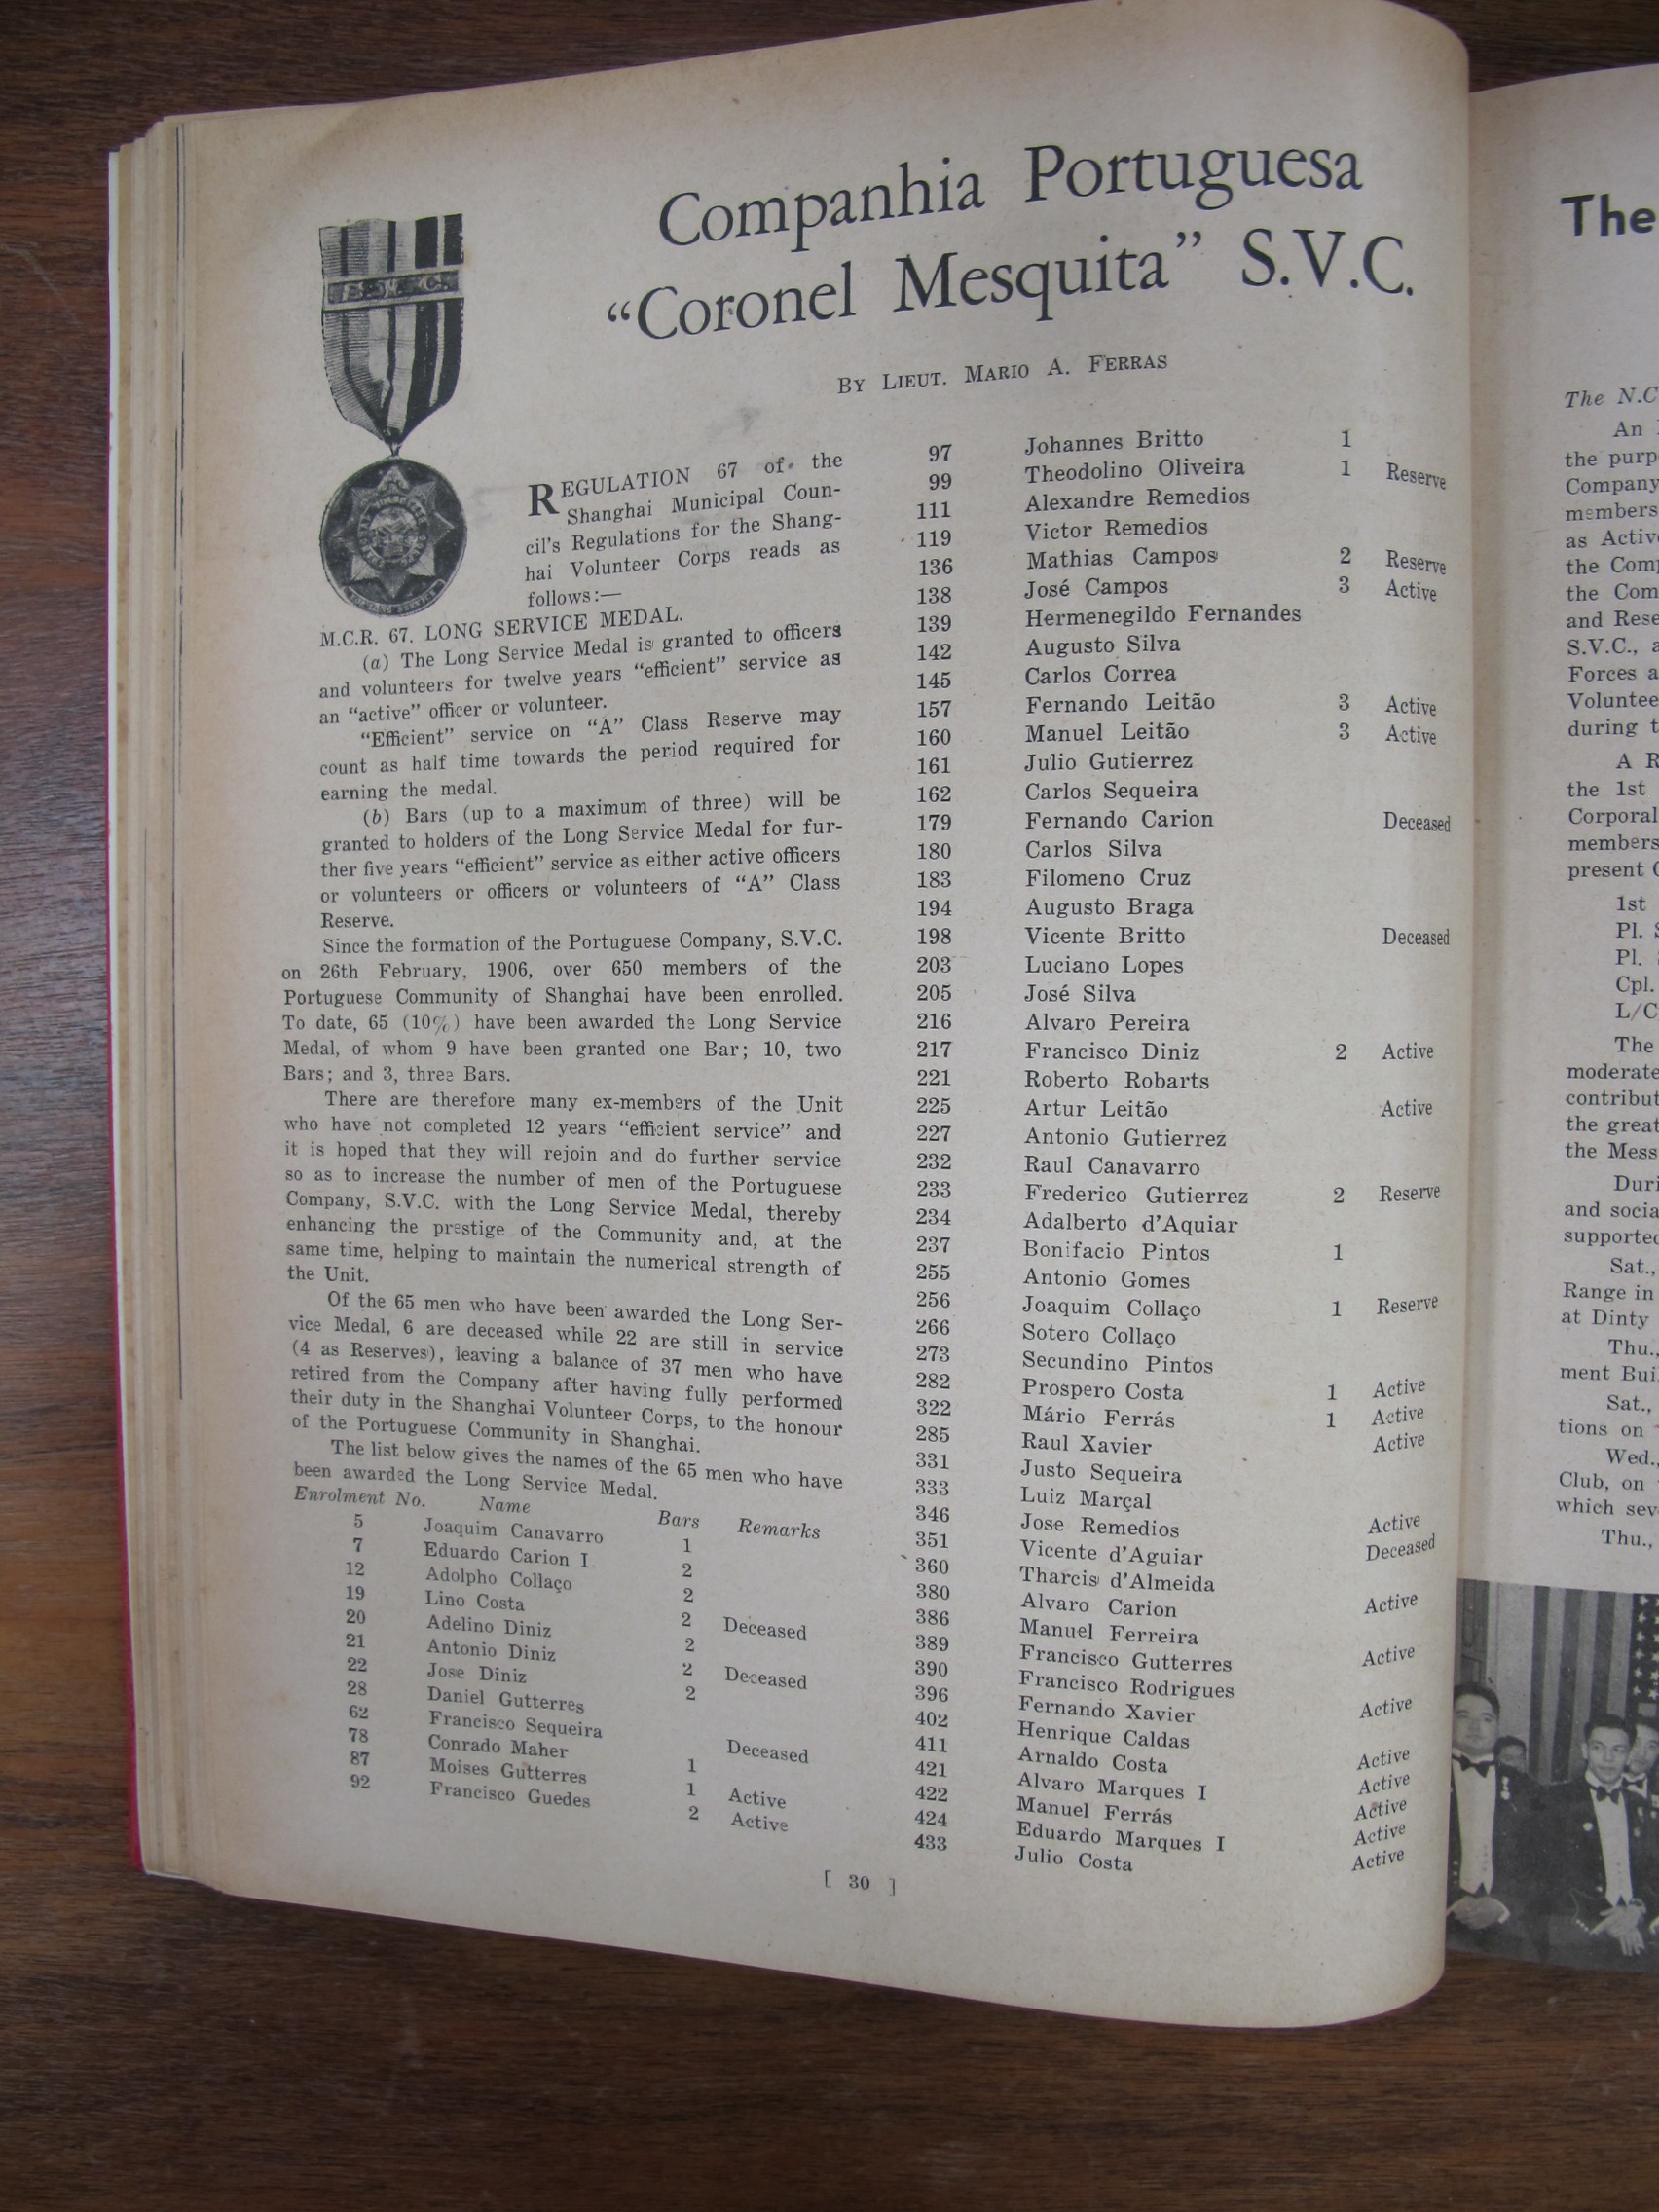 Companhia Portuguesa
“Coronel Mesquita” S.V.C.
BY LIEUT. MARIO A. FERRAS
REGULATION 67 of the
Shanghai Municipal Coun-
cil's Regulations for the Shang-
hai Volunteer Corps reads as
follows:—
M.C.R. 67. LONG SERVICE MEDAL.
(a) The Long Service Medal is granted to officers
and volunteers for twelve years “efficient” service as
an “active” officer or volunteer.
“Efficient” service on “A” Class Reserve may
count as half time towards the period required for
earning the medal.
(b) Bars (up to a maximum of three) will be
granted to holders of the Long Service Medal for fur-
ther five years “efficient” service as either active officers
or volunteers or officers or volunteers of “A” Class
Reserve.
Since the formation of the Portuguese Company, S.V.C.
on 26th February, 1906, over 650 members of the
Portuguese Community of Shanghai have been enrolled.
To date, 65 (10%) have been awarded the Long Service
Medal, of whom 9 have been granted one Bar; 10, two
Bars; and 3, three Bars.
There are therefore many ex-members of the Unit
who have not completed 12 years “efficient service” and
it is hoped that they will rejoin and do further service
so as to increase the number of men of the Portuguese
Company, S.V.C. with the Long Service Medal, thereby
enhancing the prestige of the Community and, at the
same time, helping to maintain the numerical strength of
the Unit.
Of the 65 men who have been awarded the Long Ser-
vice Medal, 6 are deceased while 22 are still in service
(4 as Reserves), leaving a balance of 37 men who have
retired from the Company after having fully performed
their duty in the Shanghai Volunteer Corps, to the honour
of the Portuguese Community in Shanghai.
The list below gives the names of the 65 men who have
been awarded the Long Service Medal.
Enrolment No. Name Bars Remarks
5 Joaquim Canavarro 1
7 Eduardo Carion I 2
12 Adolpho Collaço 2
19 Lino Costa 2 Deceased
20 Adelino Diniz 2
21 Antonio Diniz 2 Deceased
22 Jose Diniz 2
28 Daniel Gutterres
62 Francisco Sequeira Deceased
78 Conrado Maher 1
87 Moises Gutterres 1 Active
92 Francisco Guedes 2 Active
97 Johannes Britto 1
99 Theodolino Oliveira 1 Reserve
111 Alexandre Remedios
119 Victor Remedios
136 Mathias Campos 2 Reserve
138 José Campos 3 Active
139 Hermenegildo Fernandes
142 Augusto Silva
145 Carlos Correa
157 Fernando Leitão 3 Active
160 Manuel Leitão 3 Active
161 Julio Gutierrez
162 Carlos Sequeira
179 Fernando Carion Deceased
180 Carlos Silva
183 Filomeno Cruz
194 Augusto Braga
198 Vicente Britto Deceased
203 Luciano Lopes
205 José Silva
216 Alvaro Pereira
217 Francisco Diniz 2 Active
221 Roberto Robarts
225 Artur Leitão Active
227 Antonio Gutierrez
232 Raul Canavarro
233 Frederico Gutierrez 2 Reserve
234 Adalberto d'Aquiar
237 Bonifacio Pintos 1
255 Antonio Gomes
256 Joaquim Collaço 1 Reserve
266 Sotero Collaço
273 Secundino Pintos
282 Prospero Costa 1 Active
322 Mário Ferrás 1 Active
285 Raul Xavier Active
331 Justo Sequeira
333 Luiz Marçal
346 Jose Remedios Active
351 Vicente d'Aguiar Deceased
360 Tharcis d'Almeida
380 Alvaro Carion Active
386 Manuel Ferreira
389 Francisco Gutterres Active
390 Francisco Rodrigues
396 Fernando Xavier Active
402 Henrique Caldas
411 Arnaldo Costa Active
421 Alvaro Marques I Active
422 Manuel Ferrás Active
424 Eduardo Marques I Active
433 Julio Costa Active
[ 30 ]
The
The N.C
An
the purp
Company
members
as Activ
the Com
the Com
and Rese
S.V.C., a
Forces a
Voluntee
during t
A R
the 1st
Corporal
members
present
1st
Pl. S
Pl.
Cpl.
L/C
The
moderate
contribut
the great
the Mess
Duri
and socia
supported
Sat.,
Range in
at Dinty
Thu.,
ment Bui
Sat.,
tions on
Wed.,
Club, on
which sev
Thu.,